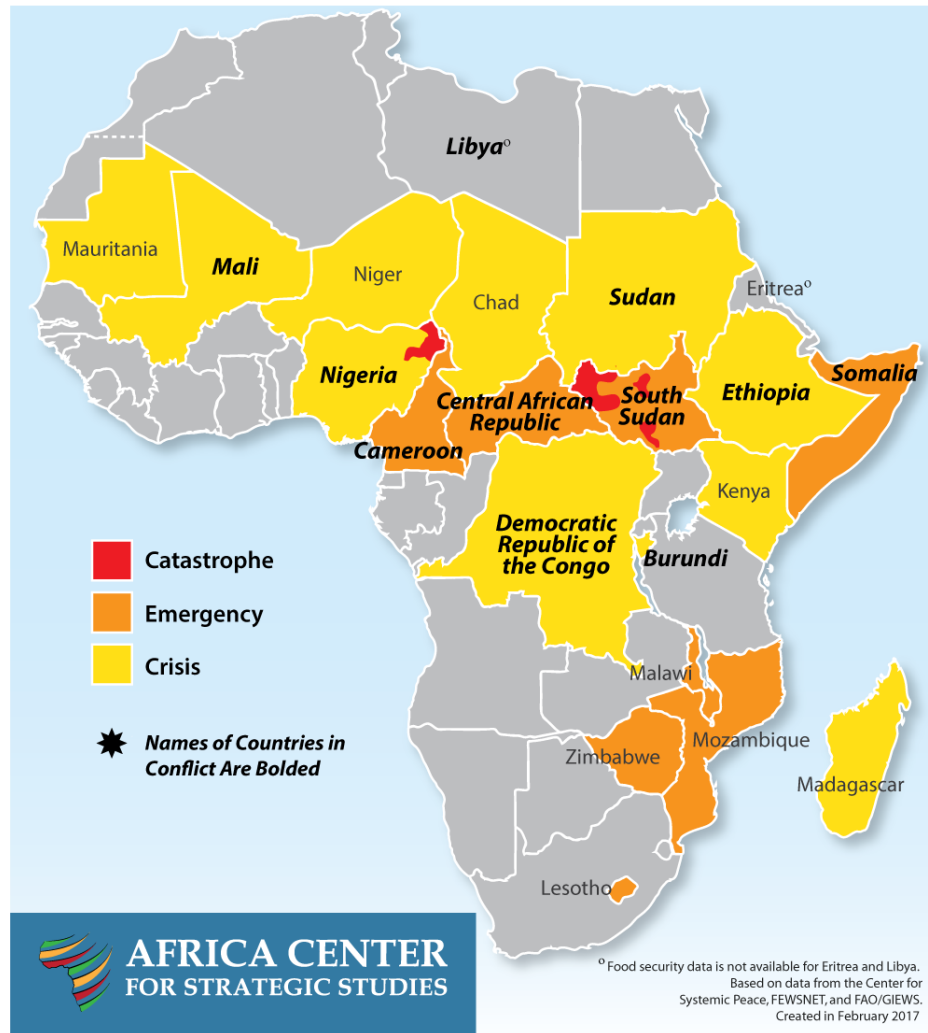 Libya⁰
Mauritania
Mali
Niger
Chad
Sudan
Eritrea⁰
Nigeria
Central African
Republic
South
Sudan
Ethiopia
Somalia
Cameroon
Kenya
Democratic
Republic of
the Congo
Burundi
Catastrophe
Emergency
Crisis
Malawi
Names of Countries in
Conflict Are Bolded
Zimbabwe
Mozambique
Madagascar
Lesotho
AFRICA CENTER
FOR STRATEGIC STUDIES
⁰ Food security data is not available for Eritrea and Libya.
Based on data from the Center for
Systemic Peace, FEWSNET, and FAO/GIEWS.
Created in February 2017